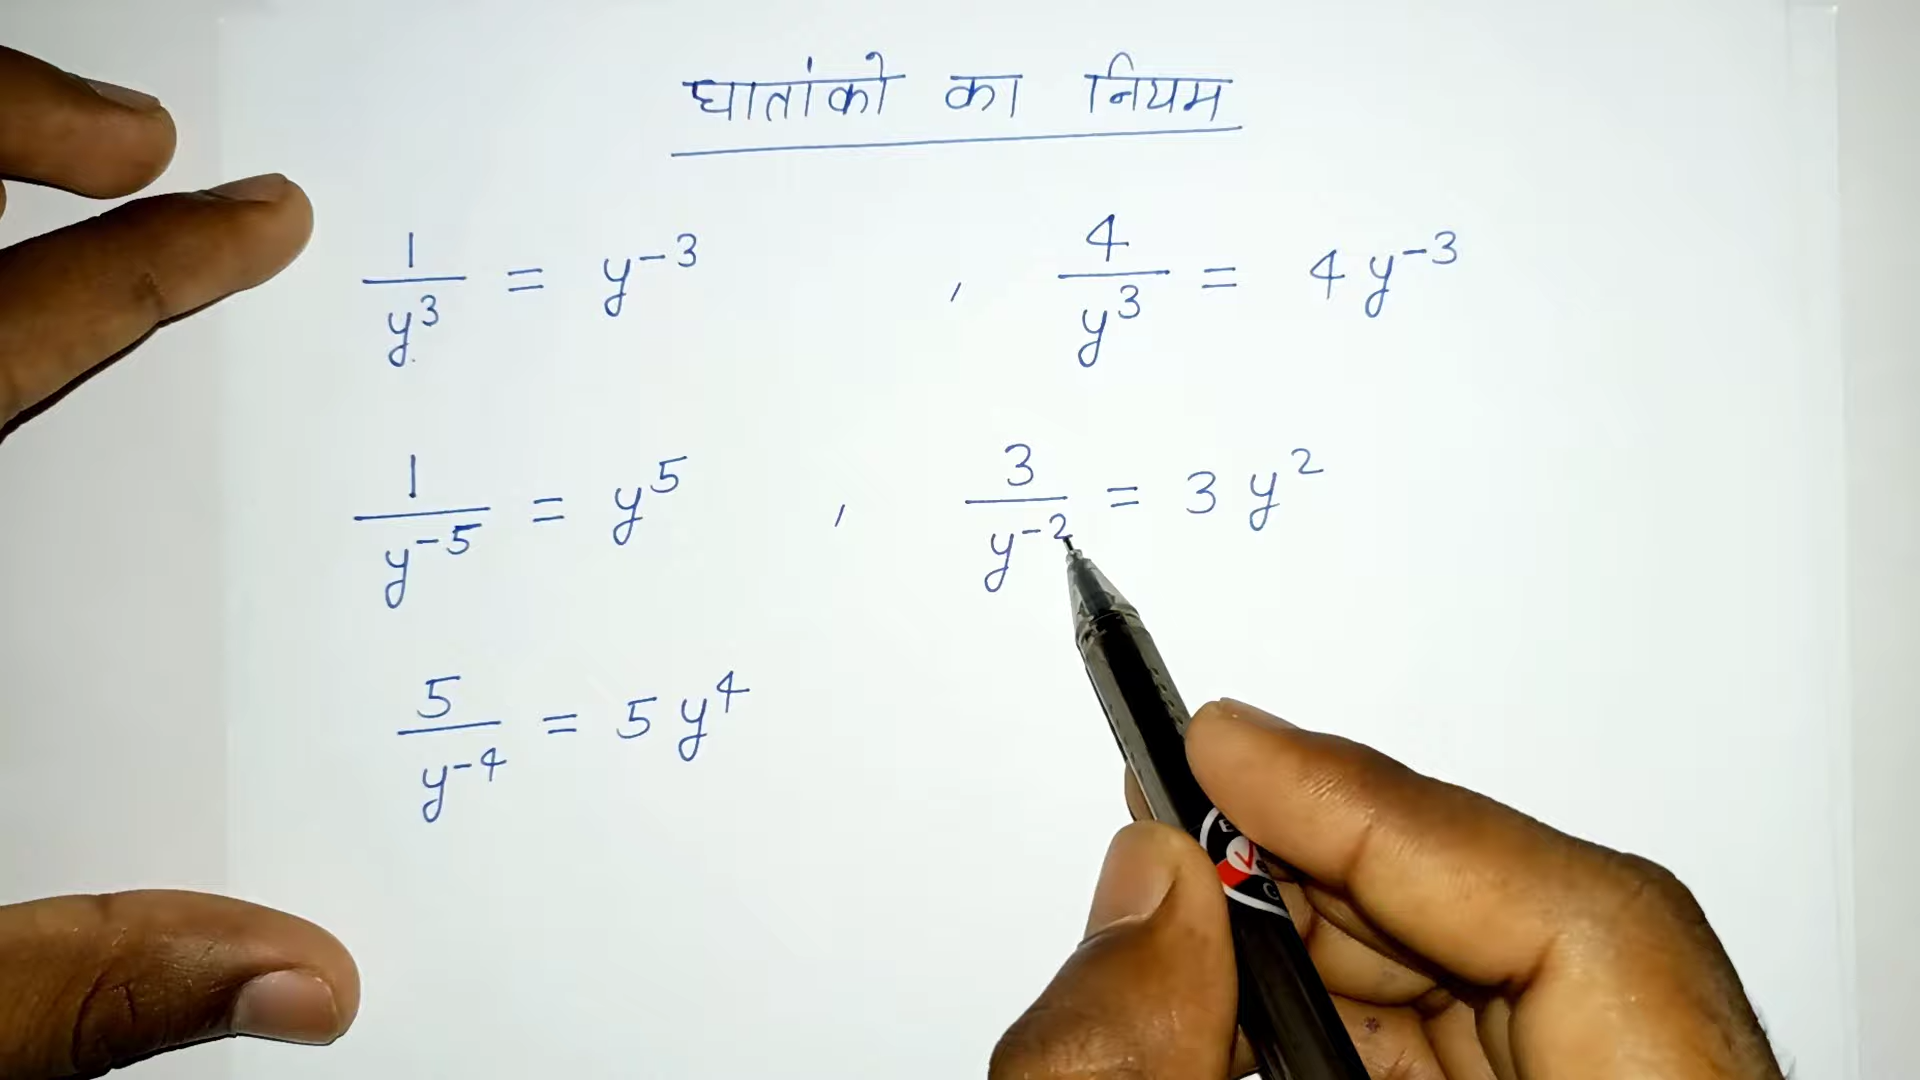 घातांको का नियम
1/y³ = y⁻³ , 4/y³ = 4y⁻³
1/y⁻⁵ = y⁵ , 3/y⁻² = 3y²
5/y⁻⁴ = 5y⁴